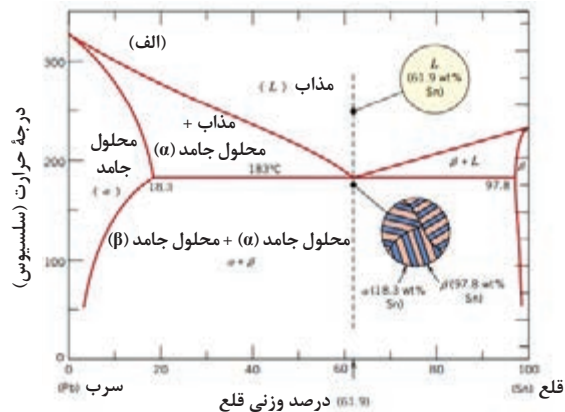 درجهٔ حرارت (سلسیوس)
300
200
100
0
(الف)
مذاب (L)
L
(61.9 wt%
Sn)
مذاب +
محلول جامد (α)
محلول
جامد
(α)
183°C
18.3
97.8
β + L
β
محلول جامد (α) + محلول جامد (β)
α + β
α (18.3 wt%
Sn)
β (97.8 wt%
Sn)
0
20
40
60
80
100
(Pb) سرب
(61.9) درصد وزنی قلع
قلع
(Sn)